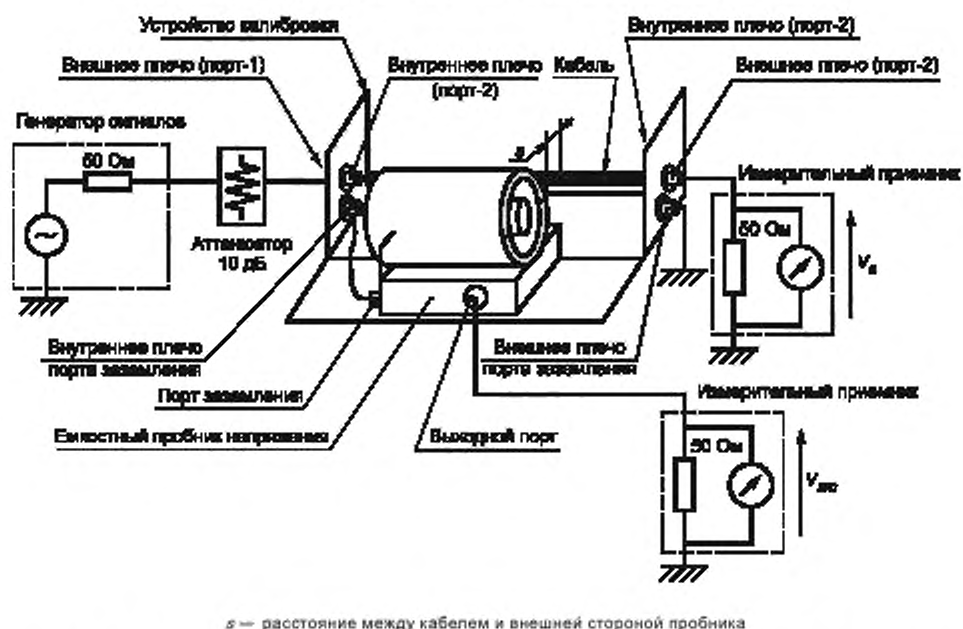 Устройство калибровки
Внутреннее плечо (порт-2)
Внешнее плечо (порт-1)
Внутреннее плечо
(порт-2)
Кабель
Внешнее плечо (порт-2)
Генератор сигналов
50 Ом
s
Измерительный приемник
50 Ом
Аттенюатор
10 дБ
Внутреннее плечо
порта заземления
Внешнее плечо
порта заземления
Порт заземления
Измерительный приемник
Емкостный пробник напряжения
Выходной порт
50 Ом
s — расстояние между кабелем и внешней стороной пробника